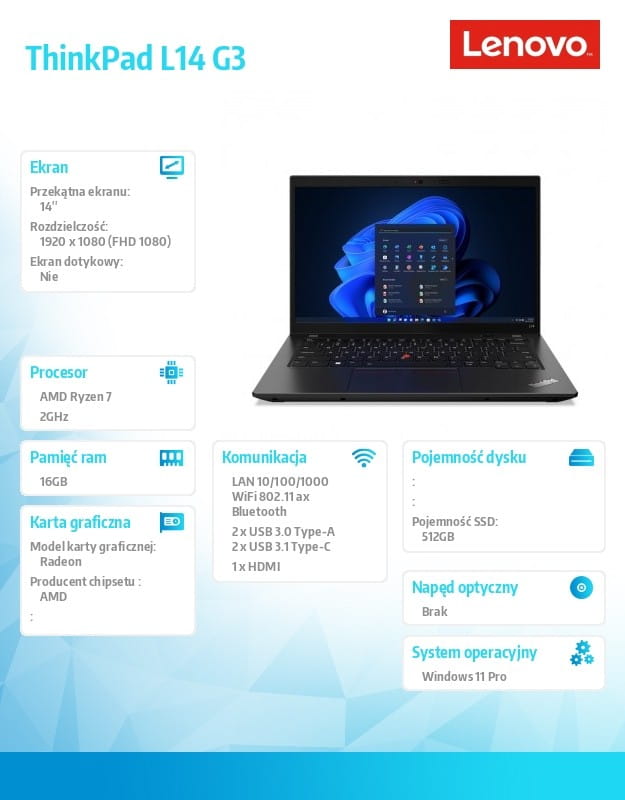 ThinkPad L14 G3
Lenovo
Ekran
Przekątna ekranu:
14"
Rozdzielczość:
1920 x 1080 (FHD 1080)
Ekran dotykowy:
Nie
Procesor
AMD Ryzen 7
2GHz
Pamięć ram
16GB
Karta graficzna
Model karty graficznej:
Radeon
Producent chipsetu :
AMD
:
Komunikacja
LAN 10/100/1000
WiFi 802.11 ax
Bluetooth
2 x USB 3.0 Type-A
2 x USB 3.1 Type-C
1 x HDMI
Pojemność dysku
:
:
Pojemność SSD:
512GB
Napęd optyczny
Brak
System operacyjny
Windows 11 Pro